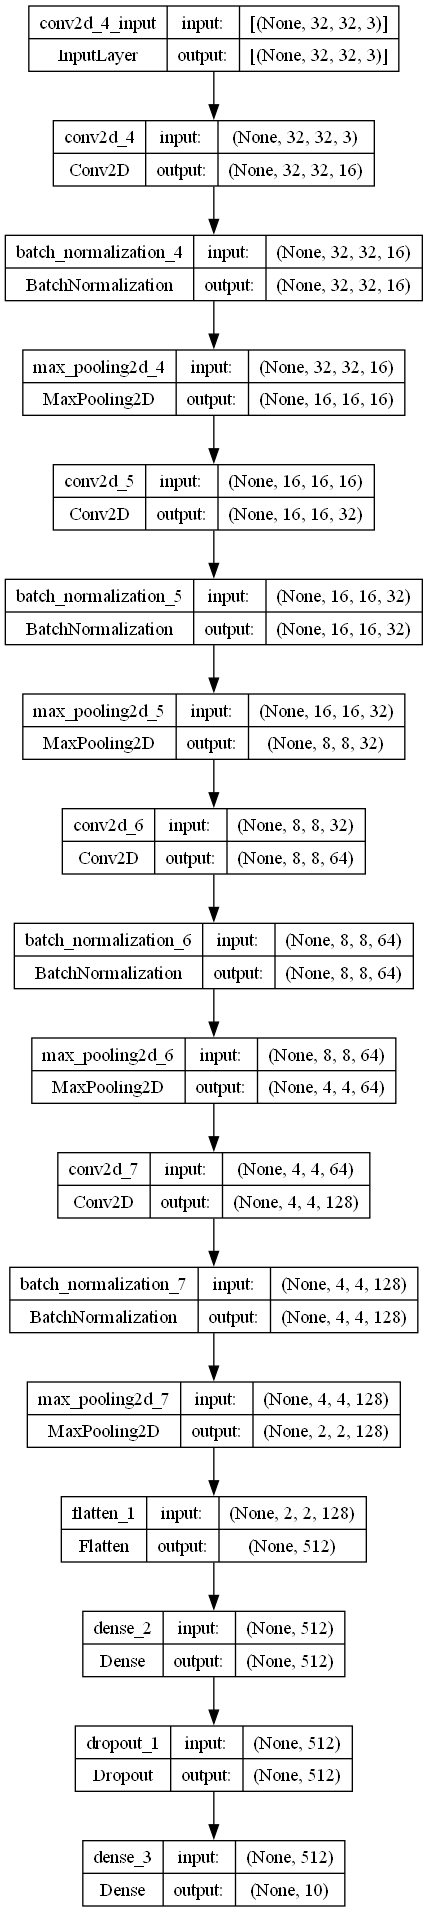 conv2d_4_input input: [(None, 32, 32, 3)]
InputLayer output: [(None, 32, 32, 3)]
conv2d_4 input: (None, 32, 32, 3)
Conv2D output: (None, 32, 32, 16)
batch_normalization_4 input: (None, 32, 32, 16)
BatchNormalization output: (None, 32, 32, 16)
max_pooling2d_4 input: (None, 32, 32, 16)
MaxPooling2D output: (None, 16, 16, 16)
conv2d_5 input: (None, 16, 16, 16)
Conv2D output: (None, 16, 16, 32)
batch_normalization_5 input: (None, 16, 16, 32)
BatchNormalization output: (None, 16, 16, 32)
max_pooling2d_5 input: (None, 16, 16, 32)
MaxPooling2D output: (None, 8, 8, 32)
conv2d_6 input: (None, 8, 8, 32)
Conv2D output: (None, 8, 8, 64)
batch_normalization_6 input: (None, 8, 8, 64)
BatchNormalization output: (None, 8, 8, 64)
max_pooling2d_6 input: (None, 8, 8, 64)
MaxPooling2D output: (None, 4, 4, 64)
conv2d_7 input: (None, 4, 4, 64)
Conv2D output: (None, 4, 4, 128)
batch_normalization_7 input: (None, 4, 4, 128)
BatchNormalization output: (None, 4, 4, 128)
max_pooling2d_7 input: (None, 4, 4, 128)
MaxPooling2D output: (None, 2, 2, 128)
flatten_1 input: (None, 2, 2, 128)
Flatten output: (None, 512)
dense_2 input: (None, 512)
Dense output: (None, 512)
dropout_1 input: (None, 512)
Dropout output: (None, 512)
dense_3 input: (None, 512)
Dense output: (None, 10)